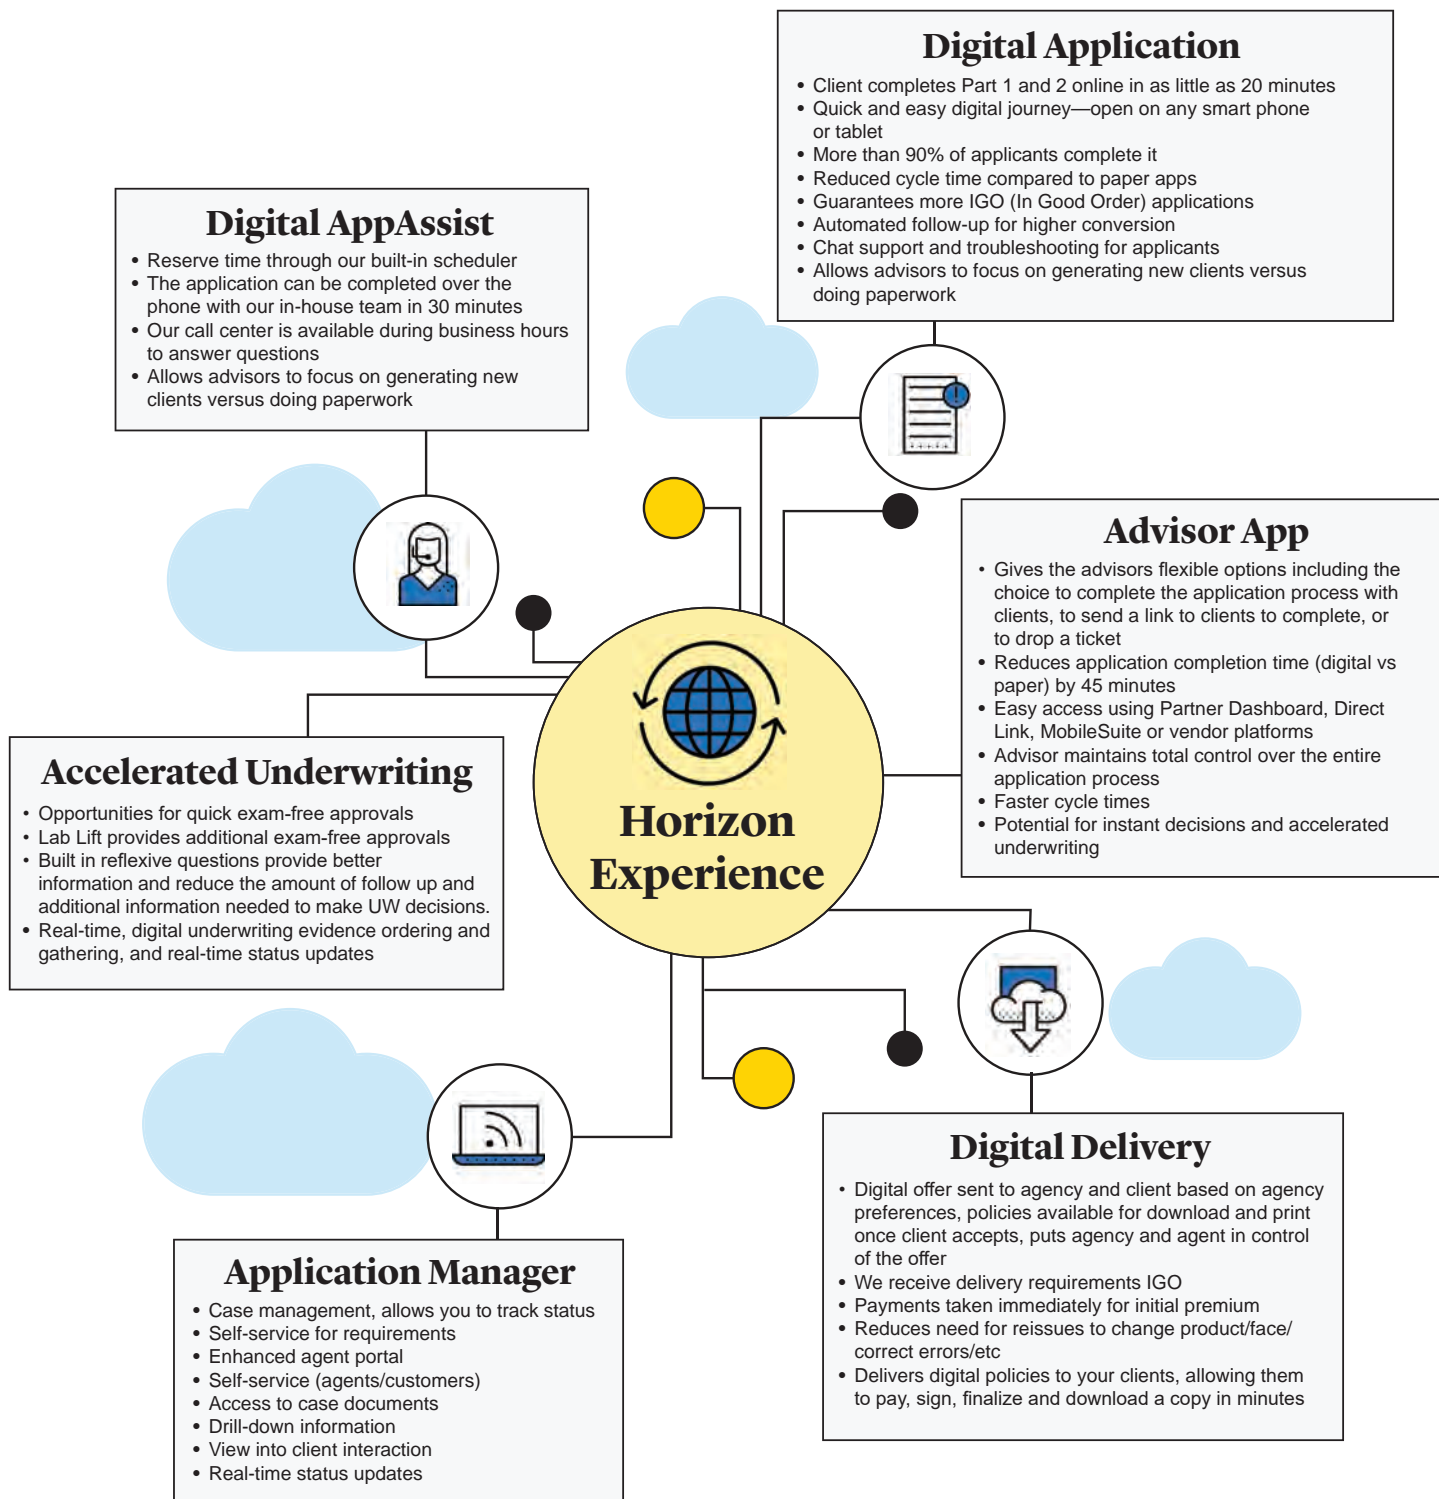 Digital Application
• Client completes Part 1 and 2 online in as little as 20 minutes
• Quick and easy digital journey—open on any smart phone
or tablet
• More than 90% of applicants complete it
• Reduced cycle time compared to paper apps
• Guarantees more IGO (In Good Order) applications
• Automated follow-up for higher conversion
• Chat support and troubleshooting for applicants
• Allows advisors to focus on generating new clients versus
doing paperwork
Digital AppAssist
• Reserve time through our built-in scheduler
• The application can be completed over the
phone with our in-house team in 30 minutes
• Our call center is available during business hours
to answer questions
• Allows advisors to focus on generating new
clients versus doing paperwork
Advisor App
• Gives the advisors flexible options including the
choice to complete the application process with
clients, to send a link to clients to complete, or
to drop a ticket
• Reduces application completion time (digital vs
paper) by 45 minutes
• Easy access using Partner Dashboard, Direct
Link, MobileSuite or vendor platforms
• Advisor maintains total control over the entire
application process
• Faster cycle times
• Potential for instant decisions and accelerated
underwriting
Horizon
Experience
Accelerated Underwriting
• Opportunities for quick exam-free approvals
• Lab Lift provides additional exam-free approvals
• Built in reflexive questions provide better
information and reduce the amount of follow up and
additional information needed to make UW decisions.
• Real-time, digital underwriting evidence ordering and
gathering, and real-time status updates
Digital Delivery
• Digital offer sent to agency and client based on agency
preferences, policies available for download and print
once client accepts, puts agency and agent in control
of the offer
• We receive delivery requirements IGO
• Payments taken immediately for initial premium
• Reduces need for reissues to change product/face/
correct errors/etc
• Delivers digital policies to your clients, allowing them
to pay, sign, finalize and download a copy in minutes
Application Manager
• Case management, allows you to track status
• Self-service for requirements
• Enhanced agent portal
• Self-service (agents/customers)
• Access to case documents
• Drill-down information
• View into client interaction
• Real-time status updates